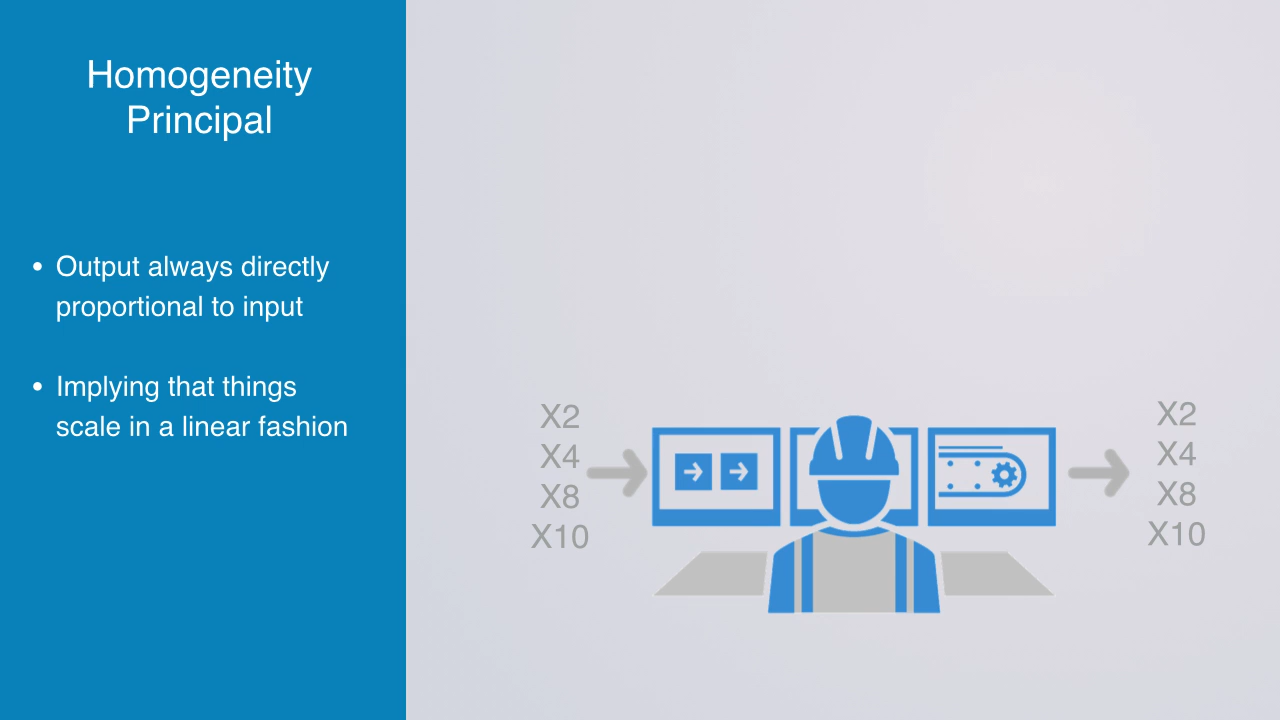 Homogeneity
Principal
• Output always directly
proportional to input
• Implying that things
scale in a linear fashion
X2
X4
X8
X10
X2
X4
X8
X10